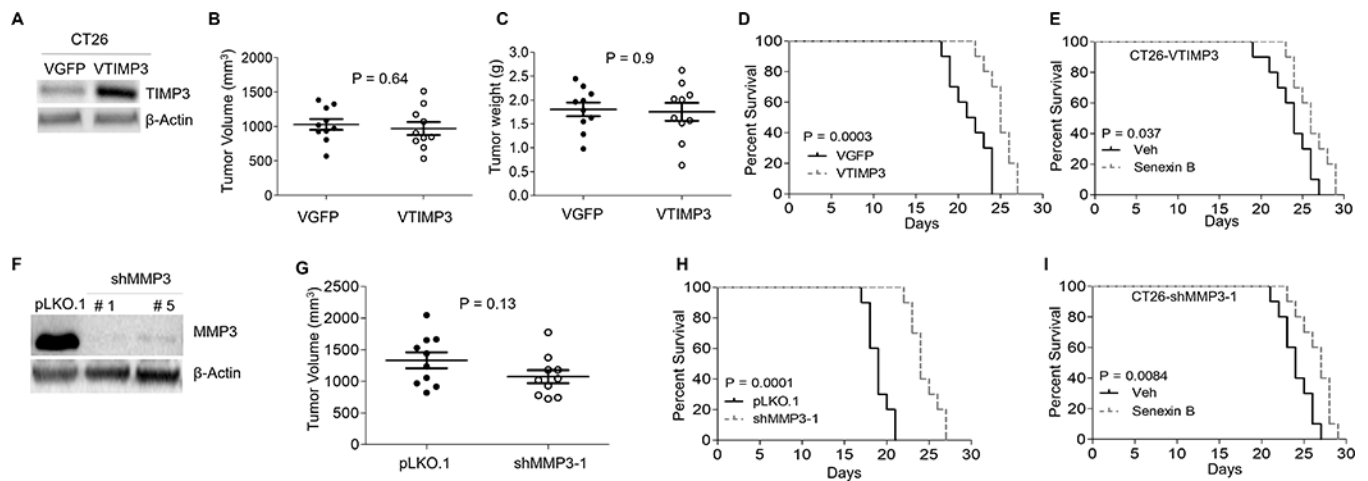 A
CT26
VGFP VTIMP3
TIMP3
β-Actin
B
Tumor Volume (mm³)
2000
1500
1000
500
0
P = 0.64
VGFP VTIMP3
C
Tumor weight (g)
3.0
2.5
2.0
1.5
1.0
0.5
0.0
P = 0.9
VGFP VTIMP3
D
Percent Survival
100
80
60
40
20
0
P = 0.0003
VGFP
VTIMP3
0 5 10 15 20 25 30
Days
E
CT26-VTIMP3
Percent Survival
100
80
60
40
20
0
P = 0.037
Veh
Senexin B
0 5 10 15 20 25 30
Days
F
shMMP3
pLKO.1 # 1 # 5
MMP3
β-Actin
G
Tumor Volume (mm³)
2500
2000
1500
1000
500
0
P = 0.13
pLKO.1 shMMP3-1
H
Percent Survival
100
80
60
40
20
0
P = 0.0001
pLKO.1
shMMP3-1
0 5 10 15 20 25 30
Days
I
CT26-shMMP3-1
Percent Survival
100
80
60
40
20
0
P = 0.0084
Veh
Senexin B
0 5 10 15 20 25 30
Days